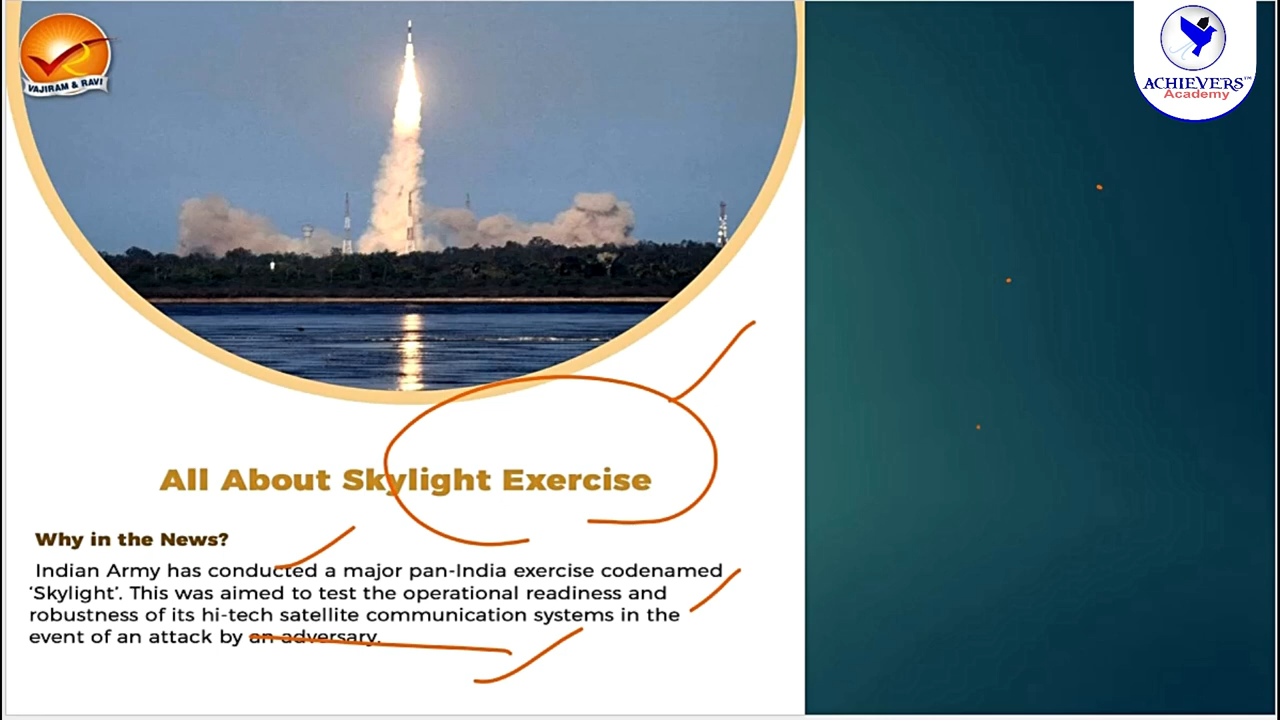 VAJIRAM & RAVI
ACHIEVERS™
Academy
All About Skylight Exercise
Why in the News?
Indian Army has conducted a major pan-India exercise codenamed
‘Skylight’. This was aimed to test the operational readiness and
robustness of its hi-tech satellite communication systems in the
event of an attack by an adversary.